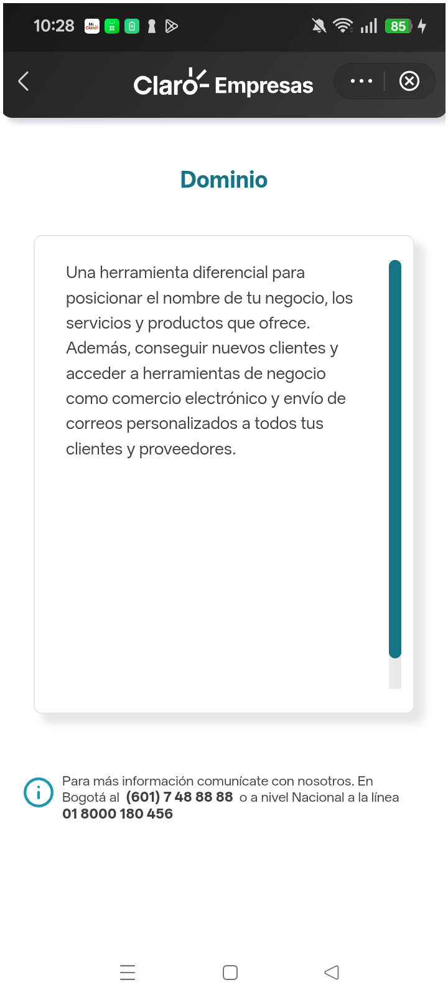 10:28
Mi
Claro
85
Claro Empresas
Dominio
Una herramienta diferencial para
posicionar el nombre de tu negocio, los
servicios y productos que ofrece.
Además, conseguir nuevos clientes y
acceder a herramientas de negocio
como comercio electrónico y envío de
correos personalizados a todos tus
clientes y proveedores.
Para más información comunícate con nosotros. En
Bogotá al (601) 7 48 88 88 o a nivel Nacional a la línea
01 8000 180 456